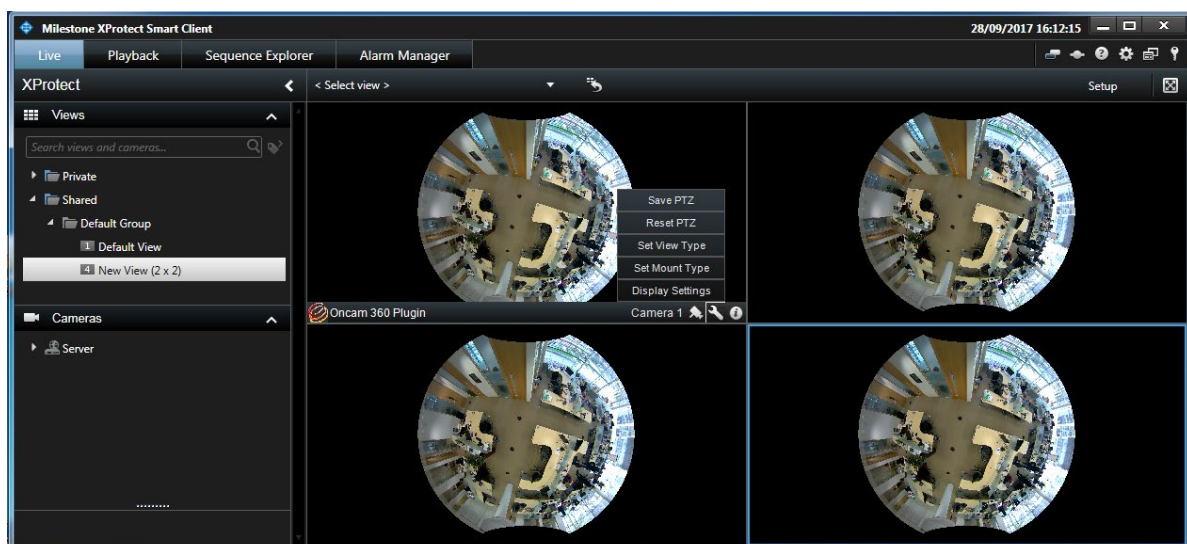 Milestone XProtect Smart Client
28/09/2017 16:12:15
Live Playback Sequence Explorer Alarm Manager
XProtect
< Select view >
Setup
Views
Search views and cameras...
Private
Shared
Default Group
1 Default View
4 New View (2 x 2)
Cameras
Server
Save PTZ
Reset PTZ
Set View Type
Set Mount Type
Display Settings
Oncam 360 Plugin
Camera 1